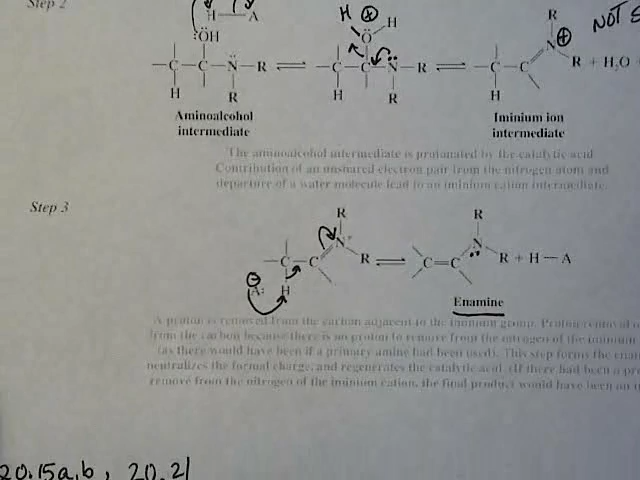 Step 2
H—A
:ÖH
H ⊕ H
Ö
R
NOT S
C—C—N̈—R ⇌ C—C—N̈—R ⇌ C—C
N ⊕
R + H₂O +
H R H R H
Aminoalcohol
intermediate
Iminium ion
intermediate
The aminoalcohol intermediate is protonated by the catalytic acid.
Contribution of an unshared electron pair from the nitrogen atom and
departure of a water molecule lead to an iminium cation intermediate.
Step 3
R R
N⁺ N
C—C R ⇌ C=C R + H—A
⊖
A: H
Enamine
A proton is removed from the carbon adjacent to the iminium group. Proton removal
from the carbon because there is no proton to remove from the nitrogen of the iminium
(as there would have been if a primary amine had been used). This step forms the
neutralizes the formal charge, and regenerates the catalytic acid. (If there had been a
remove from the nitrogen of the iminium cation, the final product would have been
20.15a,b, 20.21